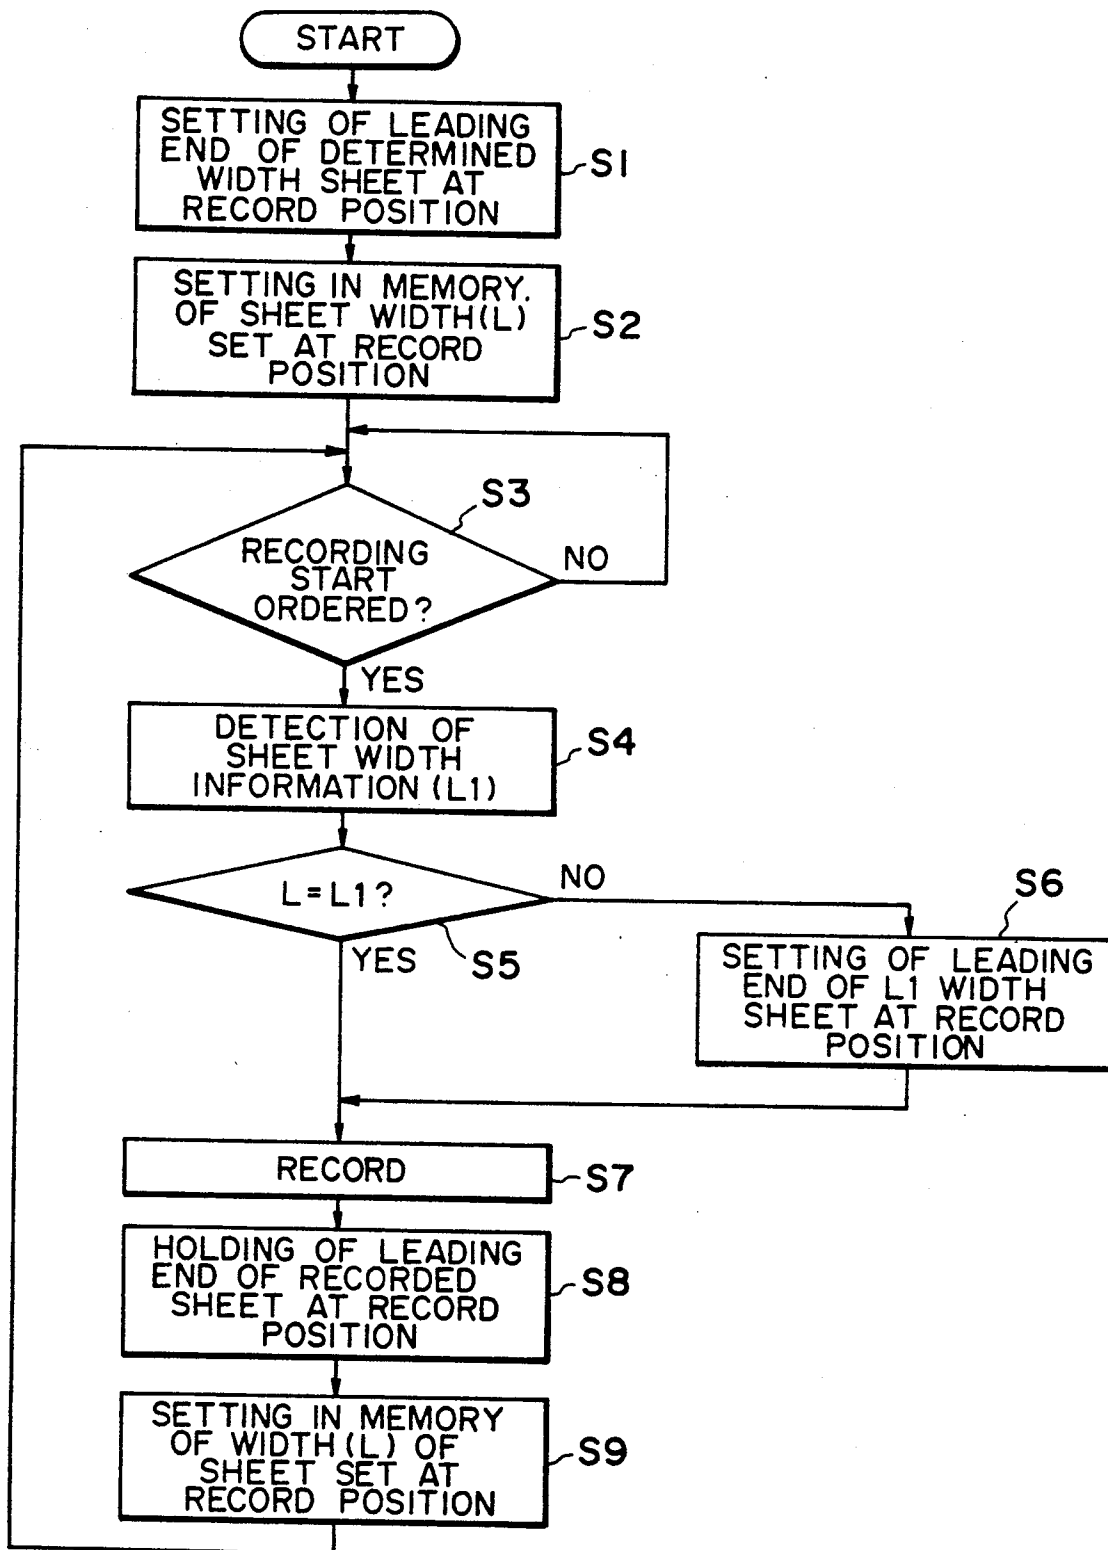 START
SETTING OF LEADING
END OF DETERMINED
WIDTH SHEET AT
RECORD POSITION
S1
SETTING IN MEMORY.
OF SHEET WIDTH(L)
SET AT RECORD
POSITION
S2
S3
RECORDING
START
ORDERED?
NO
YES
DETECTION OF
SHEET WIDTH
INFORMATION (L1)
S4
L=L1?
NO
YES
S5
S6
SETTING OF LEADING
END OF L1 WIDTH
SHEET AT RECORD
POSITION
RECORD
S7
HOLDING OF LEADING
END OF RECORDED
SHEET AT RECORD
POSITION
S8
SETTING IN MEMORY
OF WIDTH(L) OF
SHEET SET AT
RECORD POSITION
S9